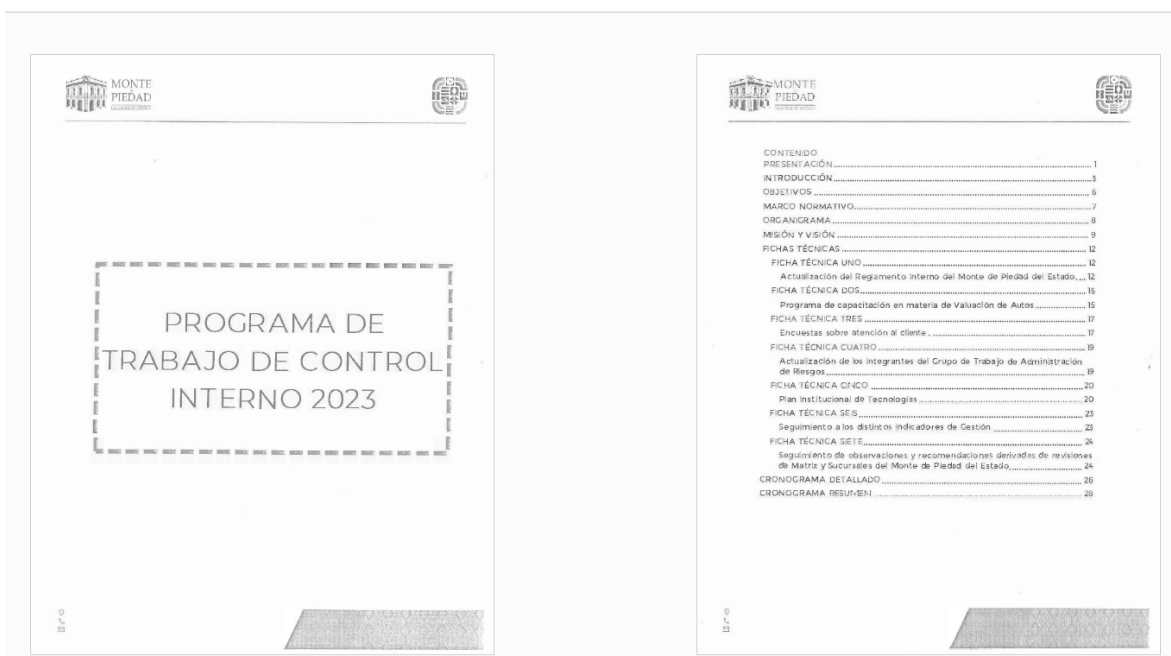 MONTE
PIEDAD
PROGRAMA DE
TRABAJO DE CONTROL
INTERNO 2023
MONTE
PIEDAD
CONTENIDO
PRESENTACIÓN 1
INTRODUCCIÓN 3
OBJETIVOS 6
MARCO NORMATIVO 7
ORGANIGRAMA 8
MISIÓN Y VISIÓN 9
FICHAS TÉCNICAS 12
FICHA TÉCNICA UNO 12
Actualización del Reglamento Interno del Monte de Piedad del Estado, 12
FICHA TÉCNICA DOS 15
Programa de capacitación en materia de Valuación de Autos 15
FICHA TÉCNICA TRES 17
Encuestas sobre atención al cliente . 17
FICHA TÉCNICA CUATRO 19
Actualización de los integrantes del Grupo de Trabajo de Administración
de Riesgos 19
FICHA TÉCNICA CINCO 20
Plan Institucional de Tecnologías 20
FICHA TÉCNICA SEIS 23
Seguimiento a los distintos indicadores de Gestión 23
FICHA TÉCNICA SIETE 24
Seguimiento de observaciones y recomendaciones derivadas de revisiones
de Matriz y Sucursales del Monte de Piedad del Estado 24
CRONOGRAMA DETALLADO 26
CRONOGRAMA RESUMEN 28